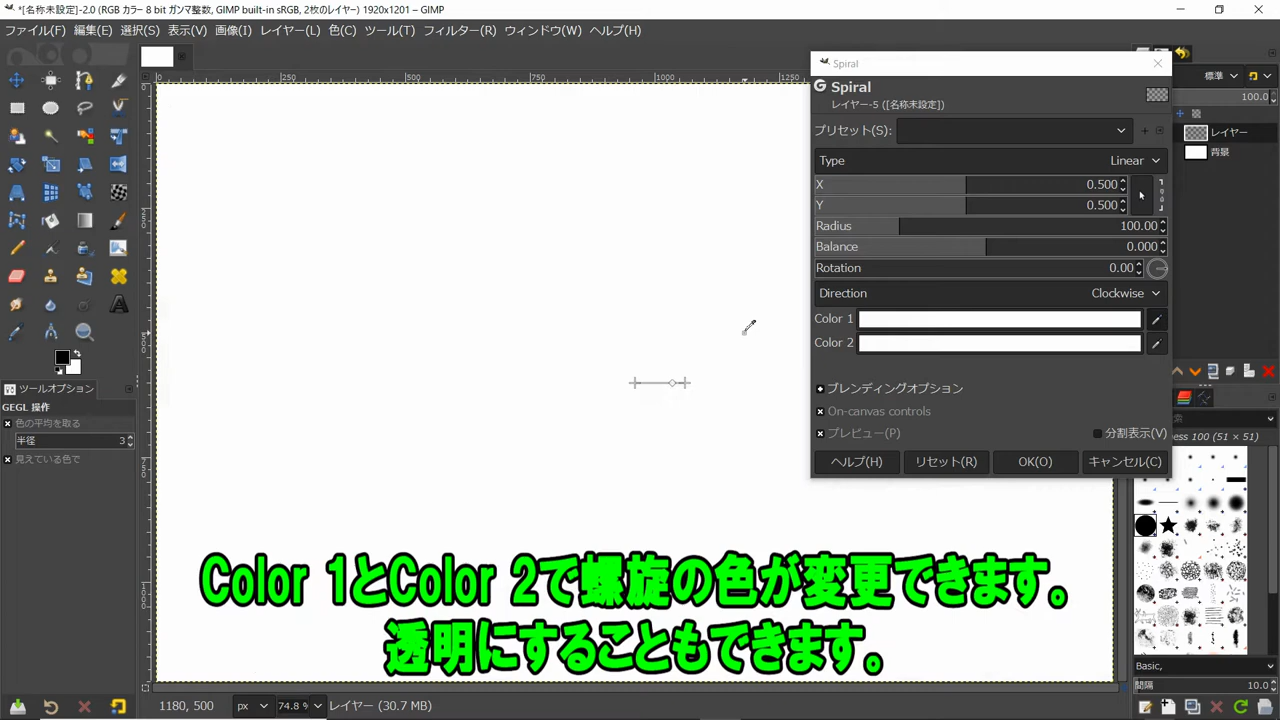 *[名称未設定]-2.0 (RGB カラー 8 bit ガンマ整数, GIMP built-in sRGB, 2枚のレイヤー) 1920x1201 – GIMP
ファイル(F) 編集(E) 選択(S) 表示(V) 画像(I) レイヤー(L) 色(C) ツール(T) フィルター(R) ウィンドウ(W) ヘルプ(H)
0 250 500 750 1000 1250
Spiral
標準
G Spiral
レイヤー-5 ([名称未設定])
100.0
プリセット(S):
レイヤー
背景
Type Linear
X 0.500
Y 0.500
Radius 100.00
Balance 0.000
Rotation 0.00
Direction Clockwise
Color 1
Color 2
ツールオプション
GEGL 操作
色の平均を取る
半径 3
見えている色で
ブレンディングオプション
On-canvas controls
プレビュー(P) 分割表示(V)
ヘルプ(H) リセット(R) OK(O) キャンセル(C)
ess 100 (51 × 51)
Color 1とColor 2で螺旋の色が変更できます。
透明にすることもできます。
Basic,
間隔 10.0
1180, 500 px 74.8 % レイヤー (30.7 MB)